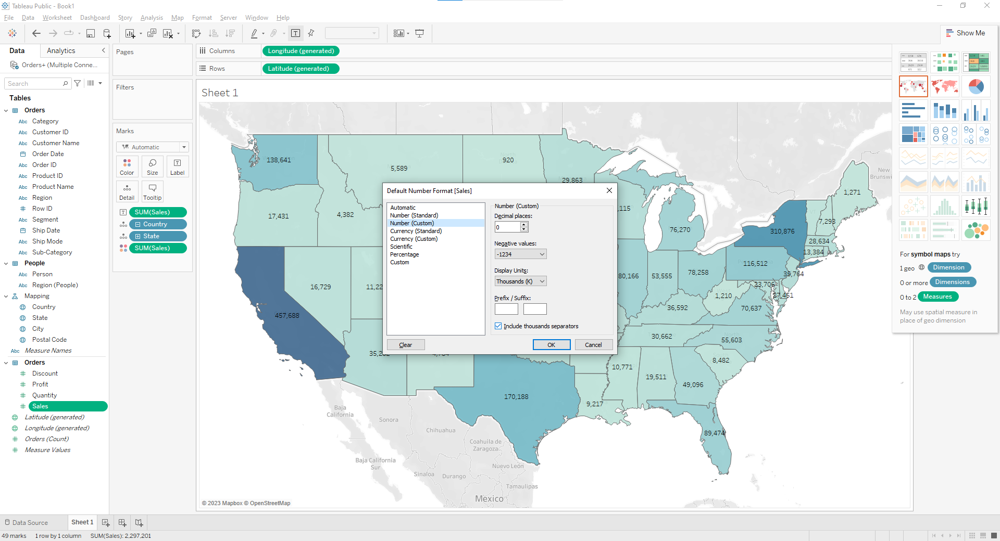 Tableau Public - Book1
File Data Worksheet Dashboard Story Analysis Map Format Server Window Help
Show Me
Data Analytics
Orders+ (Multiple Conne...
Search
Tables
Orders
Abc Category
Abc Customer ID
Abc Customer Name
Order Date
Abc Order ID
Abc Product ID
Abc Product Name
Abc Region
Row ID
Abc Segment
Ship Date
Abc Ship Mode
Abc Sub-Category
People
Abc Person
Abc Region (People)
Mapping
Country
State
City
Postal Code
Abc Measure Names
Orders
Discount
Profit
Quantity
Sales
Latitude (generated)
Longitude (generated)
Orders (Count)
Measure Values
Pages
Filters
Marks
Automatic
Color Size Label
Detail Tooltip
SUM(Sales)
Country
State
SUM(Sales)
Columns Longitude (generated)
Rows Latitude (generated)
Sheet 1
138,641
5,589
920
29,863
17,431
4,382
,115
76,270
310,876
1,271
7,293
28,634
13,384
116,512
35,764
23,706
27,451
New
Brunswi
16,729
11,22
80,166
53,555
78,258
1,210
70,637
36,592
457,688
30,662
55,603
8,482
10,771
19,511
49,096
170,188
9,217
89,474
Baja
California
Sonora
Chihuahua
Coahuila de
Zaragoza
Baja California
Sur
Nuevo León
Sinaloa
Durango
Tamaulipas
Mexico
© 2023 Mapbox © OpenStreetMap
Default Number Format [Sales]
Automatic
Number (Standard)
Number (Custom)
Currency (Standard)
Currency (Custom)
Scientific
Percentage
Custom
Number (Custom)
Decimal places:
0
Negative values:
-1234
Display Units:
Thousands (K)
Prefix / Suffix:
Include thousands separators
Clear OK Cancel
For symbol maps try
1 geo Dimension
0 or more Dimensions
0 to 2 Measures
May use spatial measure in
place of geo dimension
Data Source Sheet 1
49 marks 1 row by 1 column SUM(Sales): 2,297,201